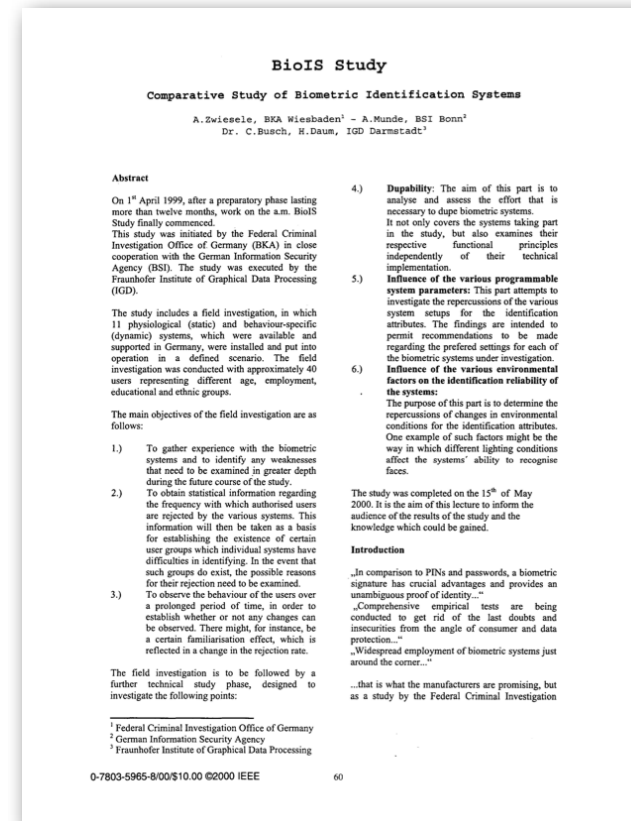 BioIS Study
Comparative Study of Biometric Identification Systems
A.Zwiesele, BKA Wiesbaden¹ - A.Munde, BSI Bonn²
Dr. C.Busch, H.Daum, IGD Darmstadt³
Abstract
On 1st April 1999, after a preparatory phase lasting
more than twelve months, work on the a.m. BioIS
Study finally commenced.
This study was initiated by the Federal Criminal
Investigation Office of Germany (BKA) in close
cooperation with the German Information Security
Agency (BSI). The study was executed by the
Fraunhofer Institute of Graphical Data Processing
(IGD).
The study includes a field investigation, in which
11 physiological (static) and behaviour-specific
(dynamic) systems, which were available and
supported in Germany, were installed and put into
operation in a defined scenario. The field
investigation was conducted with approximately 40
users representing different age, employment,
educational and ethnic groups.
The main objectives of the field investigation are as
follows:
1.) To gather experience with the biometric
systems and to identify any weaknesses
that need to be examined in greater depth
during the future course of the study.
2.) To obtain statistical information regarding
the frequency with which authorised users
are rejected by the various systems. This
information will then be taken as a basis
for establishing the existence of certain
user groups which individual systems have
difficulties in identifying. In the event that
such groups do exist, the possible reasons
for their rejection need to be examined.
3.) To observe the behaviour of the users over
a prolonged period of time, in order to
establish whether or not any changes can
be observed. There might, for instance, be
a certain familiarisation effect, which is
reflected in a change in the rejection rate.
The field investigation is to be followed by a
further technical study phase, designed to
investigate the following points:
¹ Federal Criminal Investigation Office of Germany
² German Information Security Agency
³ Fraunhofer Institute of Graphical Data Processing
4.) Dupability: The aim of this part is to
analyse and assess the effort that is
necessary to dupe biometric systems.
It not only covers the systems taking part
in the study, but also examines their
respective functional principles
independently of their technical
implementation.
5.) Influence of the various programmable
system parameters: This part attempts to
investigate the repercussions of the various
system setups for the identification
attributes. The findings are intended to
permit recommendations to be made
regarding the prefered settings for each of
the biometric systems under investigation.
6.) Influence of the various environmental
factors on the identification reliability of
the systems:
The purpose of this part is to determine the
repercussions of changes in environmental
conditions for the identification attributes.
One example of such factors might be the
way in which different lighting conditions
affect the systems' ability to recognise
faces.
The study was completed on the 15th of May
2000. It is the aim of this lecture to inform the
audience of the results of the study and the
knowledge which could be gained.
Introduction
„In comparison to PINs and passwords, a biometric
signature has crucial advantages and provides an
unambiguous proof of identity...“
„Comprehensive empirical tests are being
conducted to get rid of the last doubts and
insecurities from the angle of consumer and data
protection...“
„Widespread employment of biometric systems just
around the corner...“
...that is what the manufacturers are promising, but
as a study by the Federal Criminal Investigation
0-7803-5965-8/00/$10.00 ©2000 IEEE
60